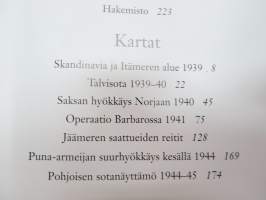 Hakemisto 223
Kartat
Skandinavia ja Itämeren alue 1939 8
Talvisota 1939–40 22
Saksan hyökkäys Norjaan 1940 45
Operaatio Barbarossa 1941 75
Jäämeren saattueiden reitit 128
Puna-armeijan suurhyökkäys kesällä 1944 169
Pohjoisen sotanäyttämö 1944–45 174